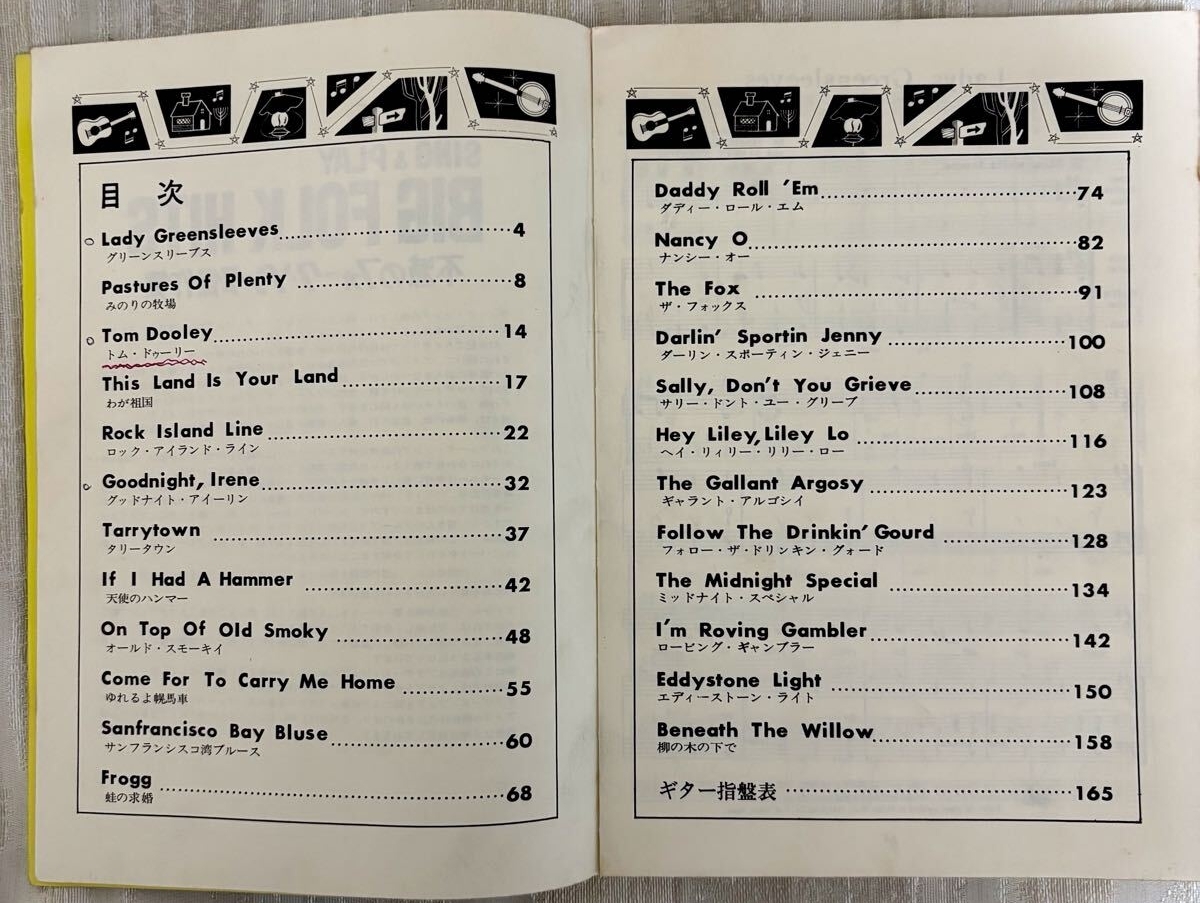 目 次
Lady Greensleeves 4
グリーンスリーブス
Pastures Of Plenty 8
みのりの牧場
Tom Dooley 14
トム・ドゥーリー
This Land Is Your Land 17
わが祖国
Rock Island Line 22
ロック・アイランド・ライン
Goodnight, Irene 32
グッドナイト・アイーリン
Tarrytown 37
タリータウン
If I Had A Hammer 42
天使のハンマー
On Top Of Old Smoky 48
オールド・スモーキイ
Come For To Carry Me Home 55
ゆれるよ幌馬車
Sanfrancisco Bay Bluse 60
サンフランシスコ湾ブルース
Frogg 68
蛙の求婚
Daddy Roll 'Em 74
ダディー・ロール・エム
Nancy O 82
ナンシー・オー
The Fox 91
ザ・フォックス
Darlin' Sportin Jenny 100
ダーリン・スポーティン・ジェニー
Sally, Don't You Grieve 108
サリー・ドント・ユー・グリーブ
Hey Liley, Liley Lo 116
ヘイ・リィリー・リリー・ロー
The Gallant Argosy 123
ギャラント・アルゴシイ
Follow The Drinkin' Gourd 128
フォロー・ザ・ドリンキン・グォード
The Midnight Special 134
ミッドナイト・スペシャル
I'm Roving Gambler 142
ロービング・ギャンブラー
Eddystone Light 150
エディーストーン・ライト
Beneath The Willow 158
柳の木の下で
ギター指盤表 165